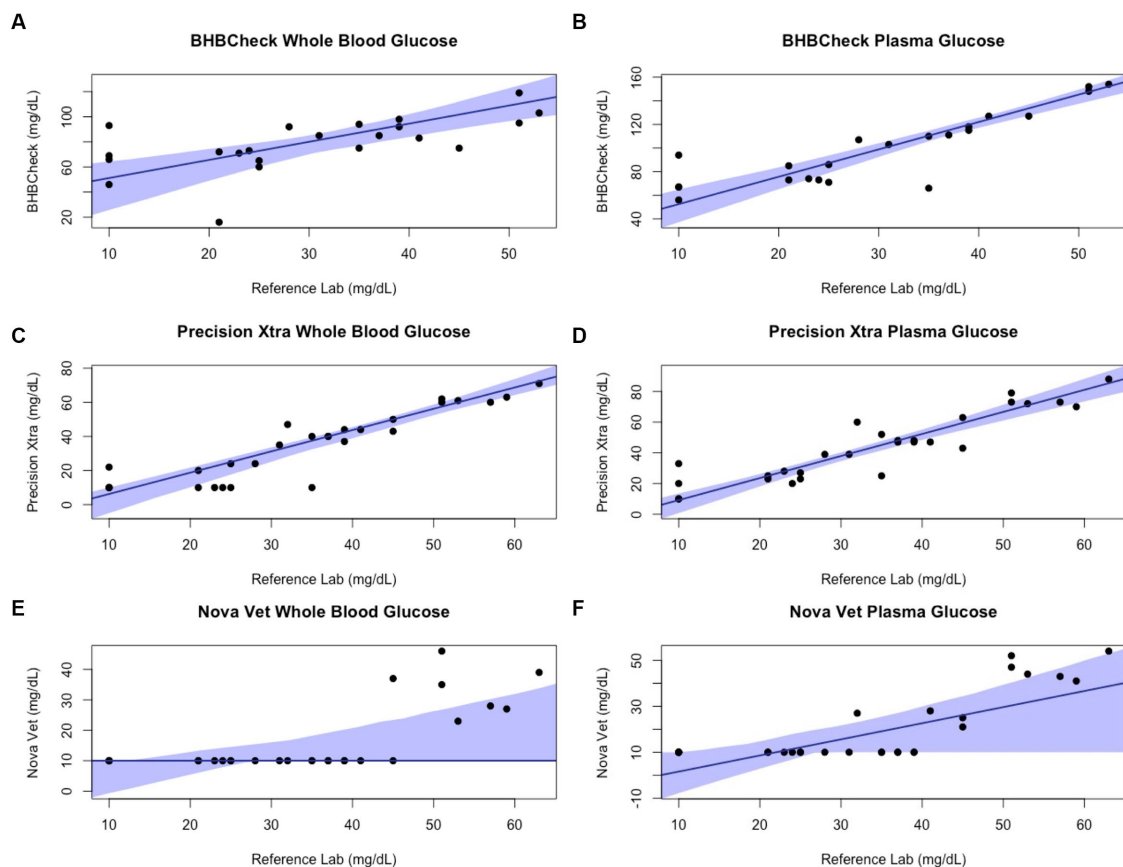 A
BHBCheck Whole Blood Glucose
BHBCheck (mg/dL)
20 60 100
10 20 30 40 50
Reference Lab (mg/dL)
B
BHBCheck Plasma Glucose
BHBCheck (mg/dL)
40 80 120 160
10 20 30 40 50
Reference Lab (mg/dL)
C
Precision Xtra Whole Blood Glucose
Precision Xtra (mg/dL)
0 20 40 60 80
10 20 30 40 50 60
Reference Lab (mg/dL)
D
Precision Xtra Plasma Glucose
Precision Xtra (mg/dL)
0 20 40 60 80
10 20 30 40 50 60
Reference Lab (mg/dL)
E
Nova Vet Whole Blood Glucose
Nova Vet (mg/dL)
0 10 20 30 40
10 20 30 40 50 60
Reference Lab (mg/dL)
F
Nova Vet Plasma Glucose
Nova Vet (mg/dL)
-10 10 30 50
10 20 30 40 50 60
Reference Lab (mg/dL)